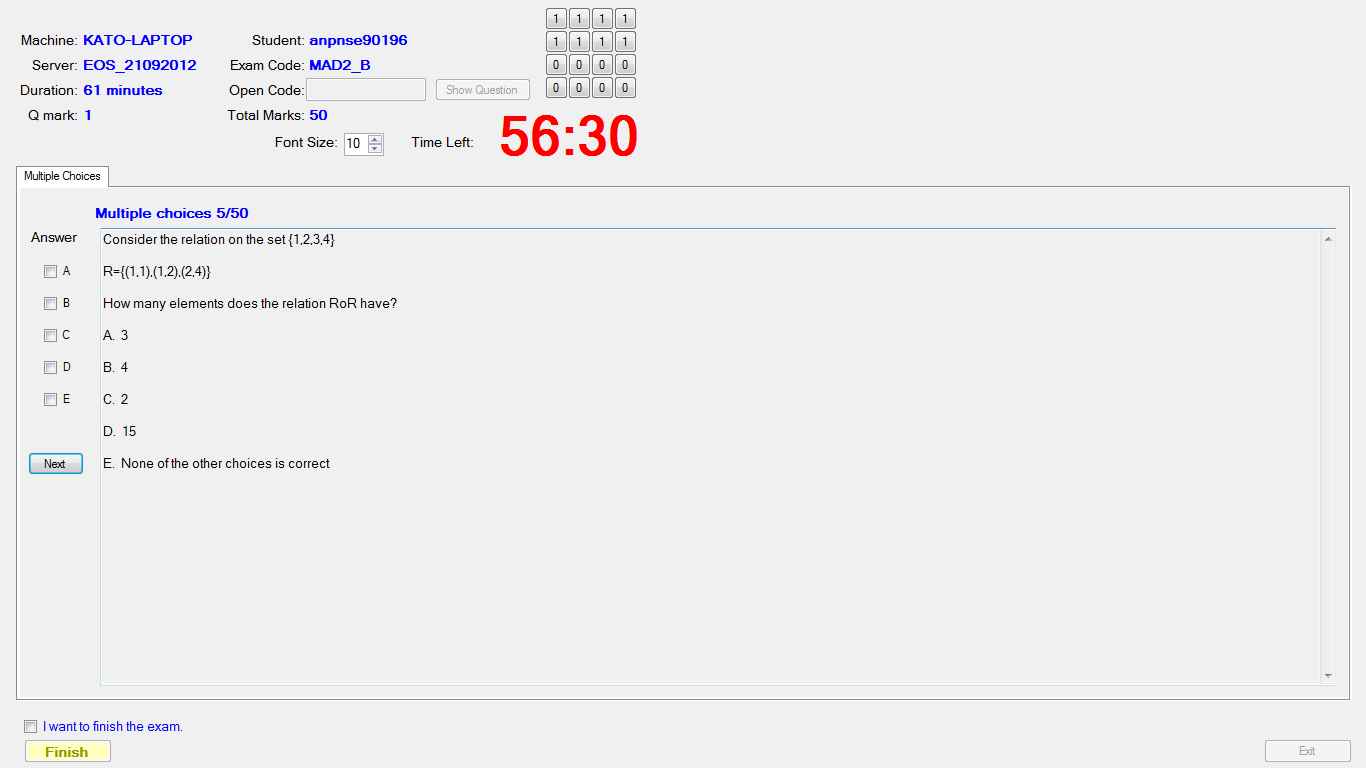 Machine: KATO-LAPTOP Student: anpnse90196
Server: EOS_21092012 Exam Code: MAD2_B
Duration: 61 minutes Open Code: Show Question
Q mark: 1 Total Marks: 50
1 1 1 1
1 1 1 1
0 0 0 0
0 0 0 0
Font Size: 10 Time Left: 56:30
Multiple Choices
Multiple choices 5/50
Answer
Consider the relation on the set {1,2,3,4}
A
R={(1,1),(1,2),(2,4)}
B
How many elements does the relation RoR have?
C
A. 3
D
B. 4
E
C. 2
D. 15
Next
E. None of the other choices is correct
I want to finish the exam.
Finish
Exit